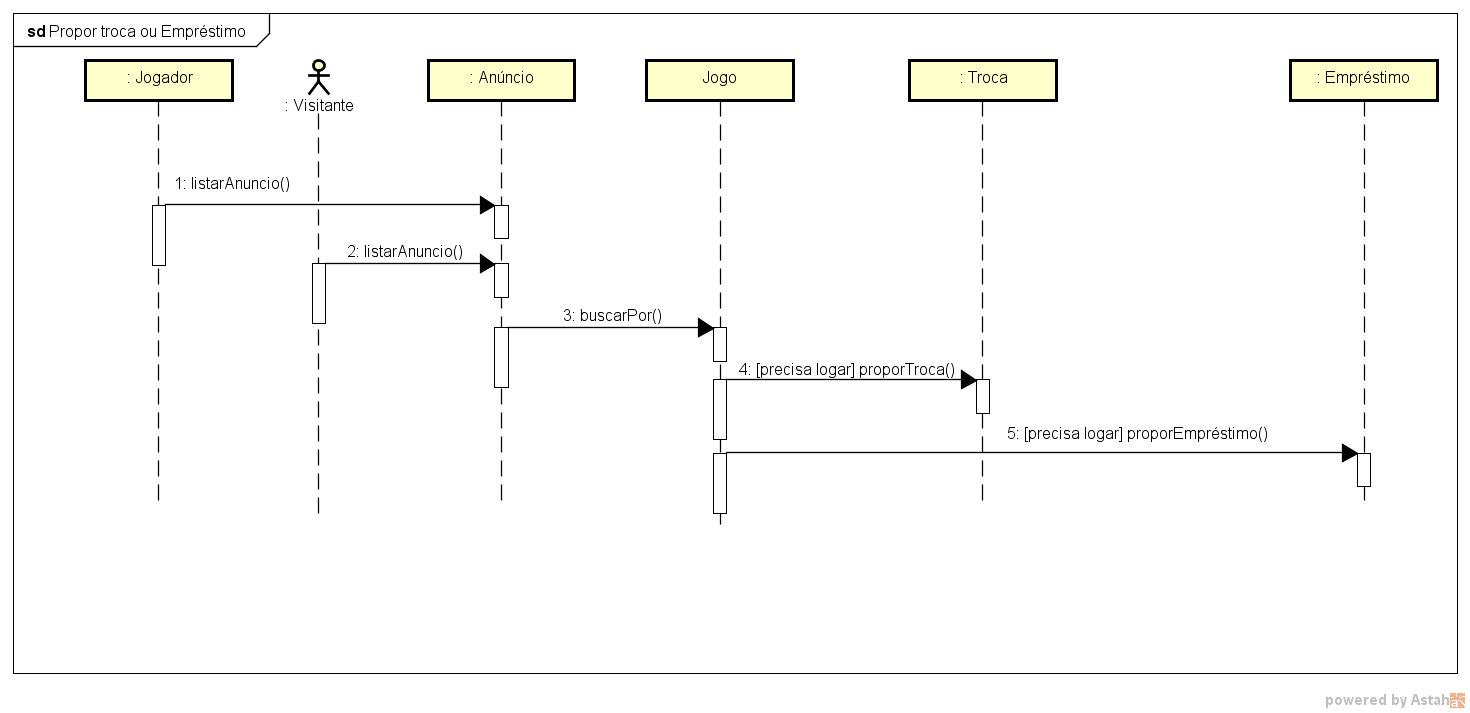 sd Propor troca ou Empréstimo
: Jogador
: Visitante
: Anúncio
Jogo
: Troca
: Empréstimo
1: listarAnuncio()
2: listarAnuncio()
3: buscarPor()
4: [precisa logar] proporTroca()
5: [precisa logar] proporEmpréstimo()
powered by Astah